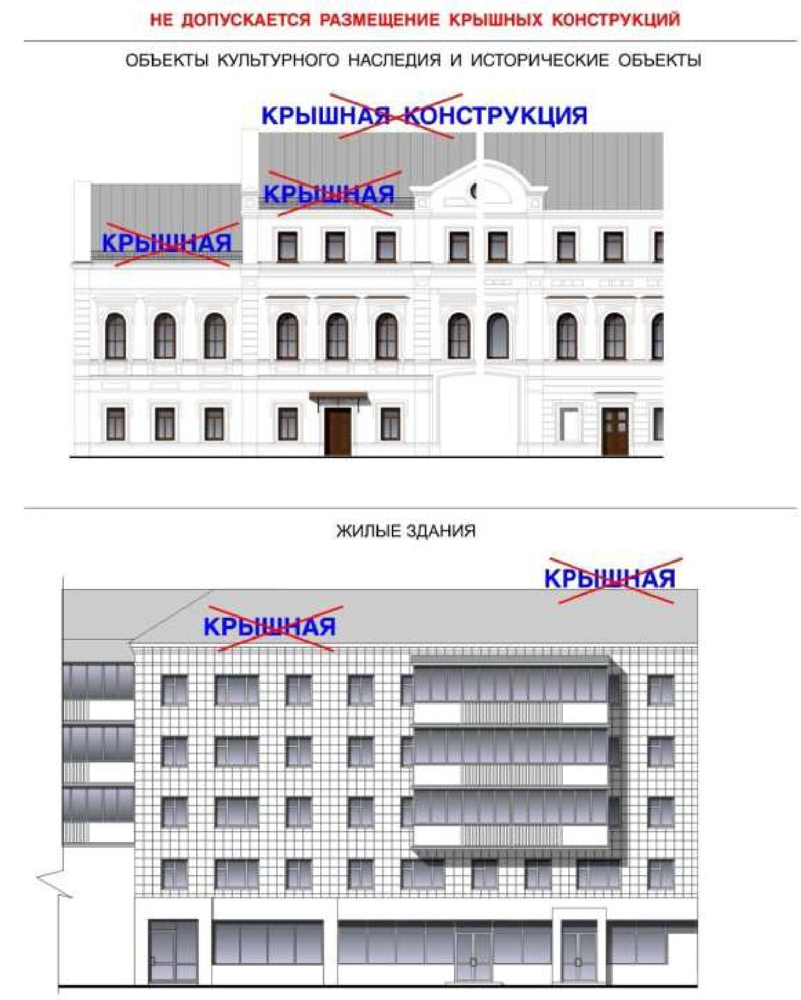 НЕ ДОПУСКАЕТСЯ РАЗМЕЩЕНИЕ КРЫШНЫХ КОНСТРУКЦИЙ
ОБЪЕКТЫ КУЛЬТУРНОГО НАСЛЕДИЯ И ИСТОРИЧЕСКИЕ ОБЪЕКТЫ
КРЫШНАЯ КОНСТРУКЦИЯ
КРЫШНАЯ
КРЫШНАЯ
ЖИЛЫЕ ЗДАНИЯ
КРЫШНАЯ
КРЫШНАЯ